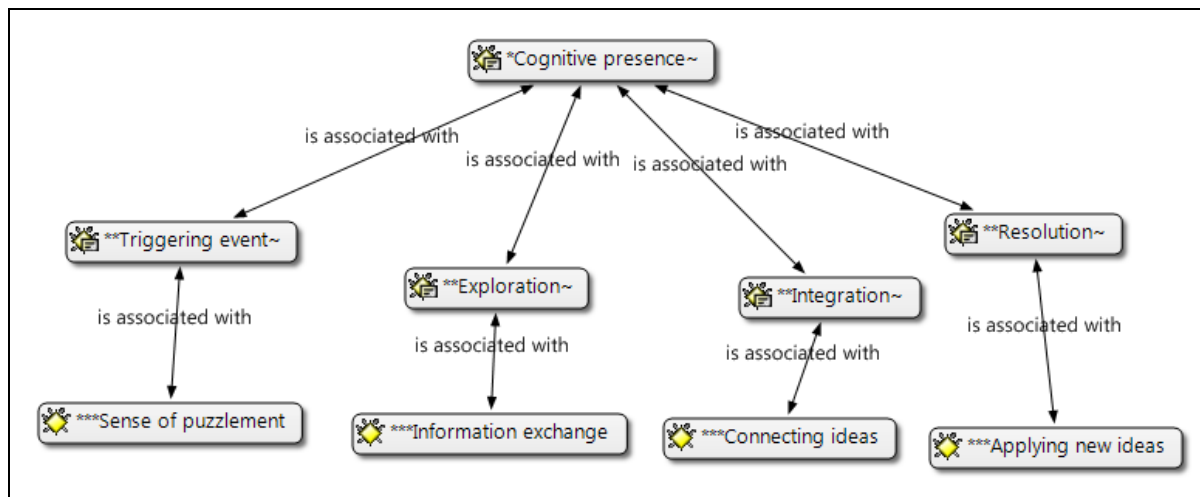 *Cognitive presence~
is associated with
is associated with
is associated with
is associated with
**Triggering event~
**Exploration~
**Integration~
**Resolution~
is associated with
is associated with
is associated with
is associated with
***Sense of puzzlement
***Information exchange
***Connecting ideas
***Applying new ideas